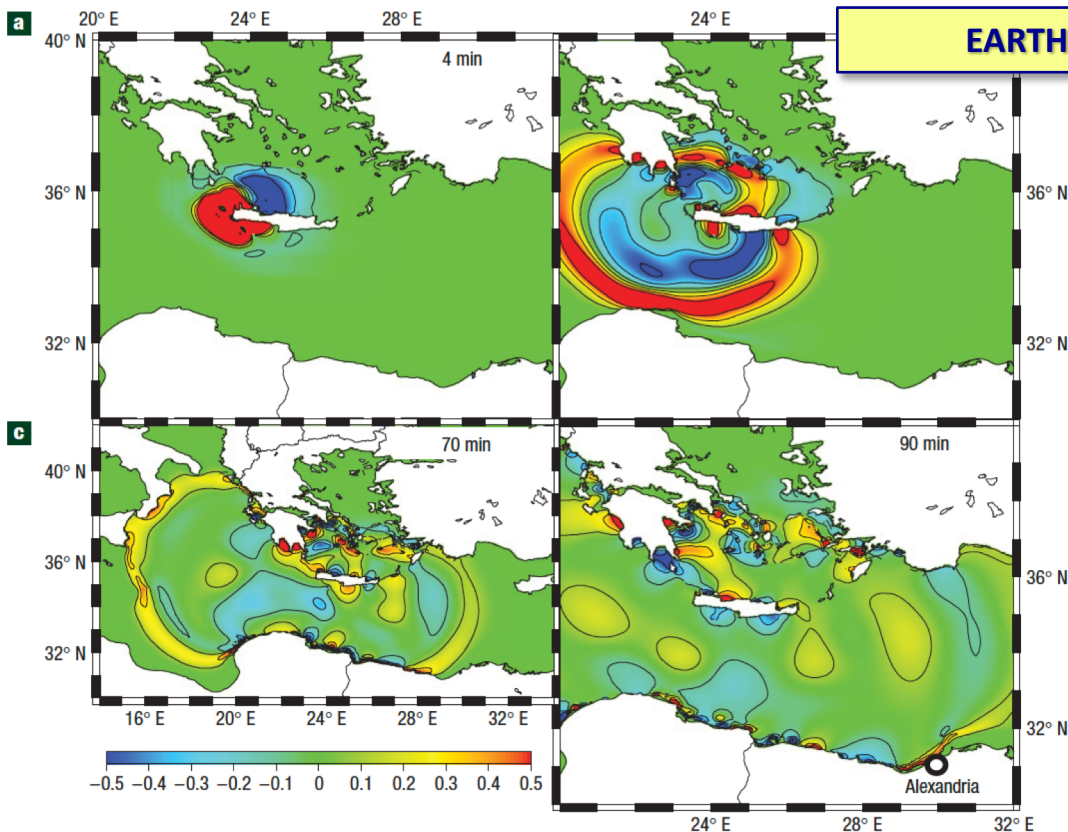 a
20° E 24° E 28° E
24° E
EARTH
40° N
36° N
32° N
4 min
36° N
32° N
c
70 min
90 min
40° N
36° N
32° N
36° N
32° N
16° E 20° E 24° E 28° E 32° E
−0.5 −0.4 −0.3 −0.2 −0.1 0 0.1 0.2 0.3 0.4 0.5
Alexandria
24° E 28° E 32° E